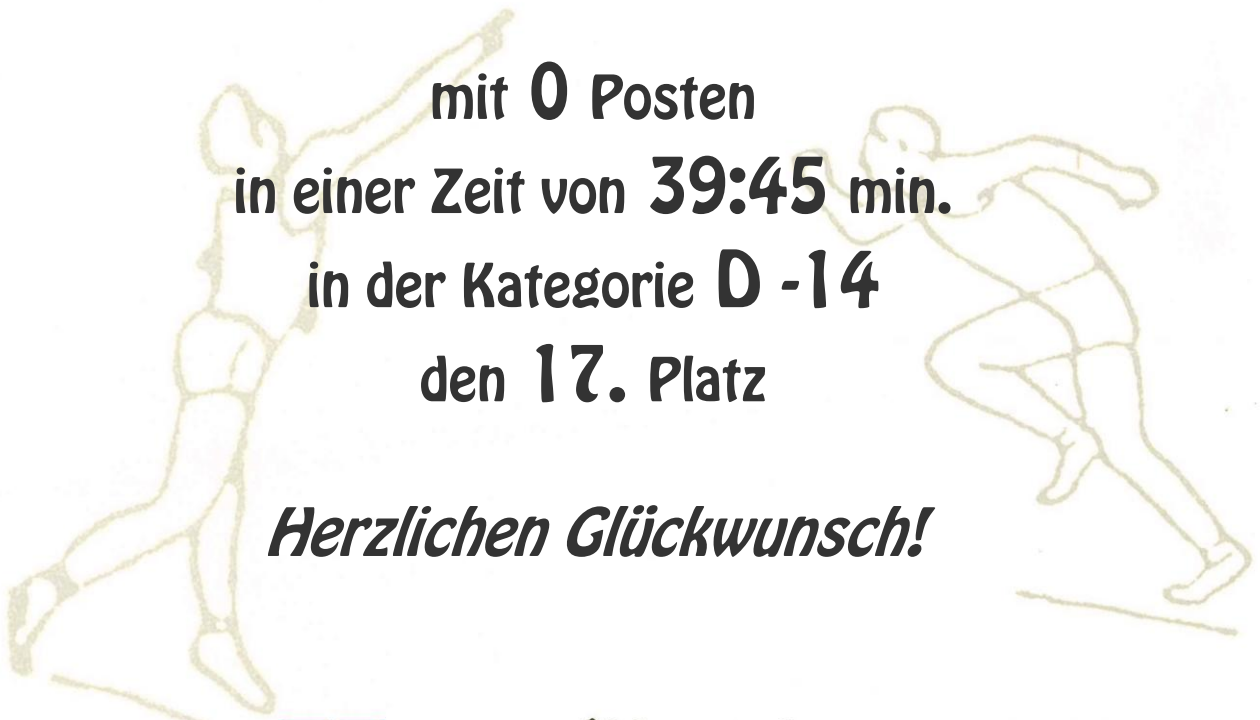 mit 0 Posten
in einer Zeit von 39:45 min.
in der Kategorie D -14
den 17. Platz
Herzlichen Glückwunsch!